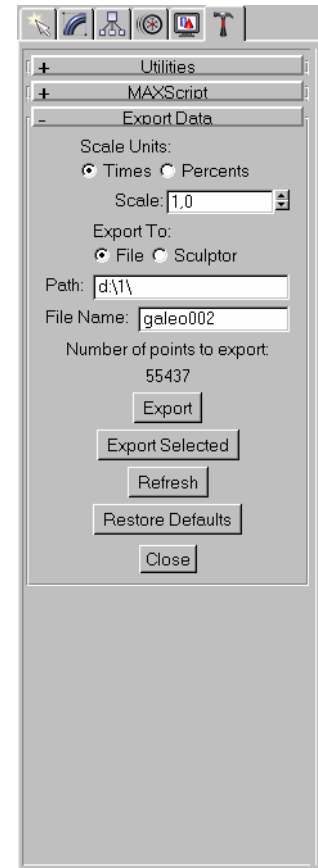 + Utilities
+ MAXScript
- Export Data
Scale Units:
Times Percents
Scale: 1,0
Export To:
File Sculptor
Path: d:\1\
File Name: galeo002
Number of points to export:
55437
Export
Export Selected
Refresh
Restore Defaults
Close